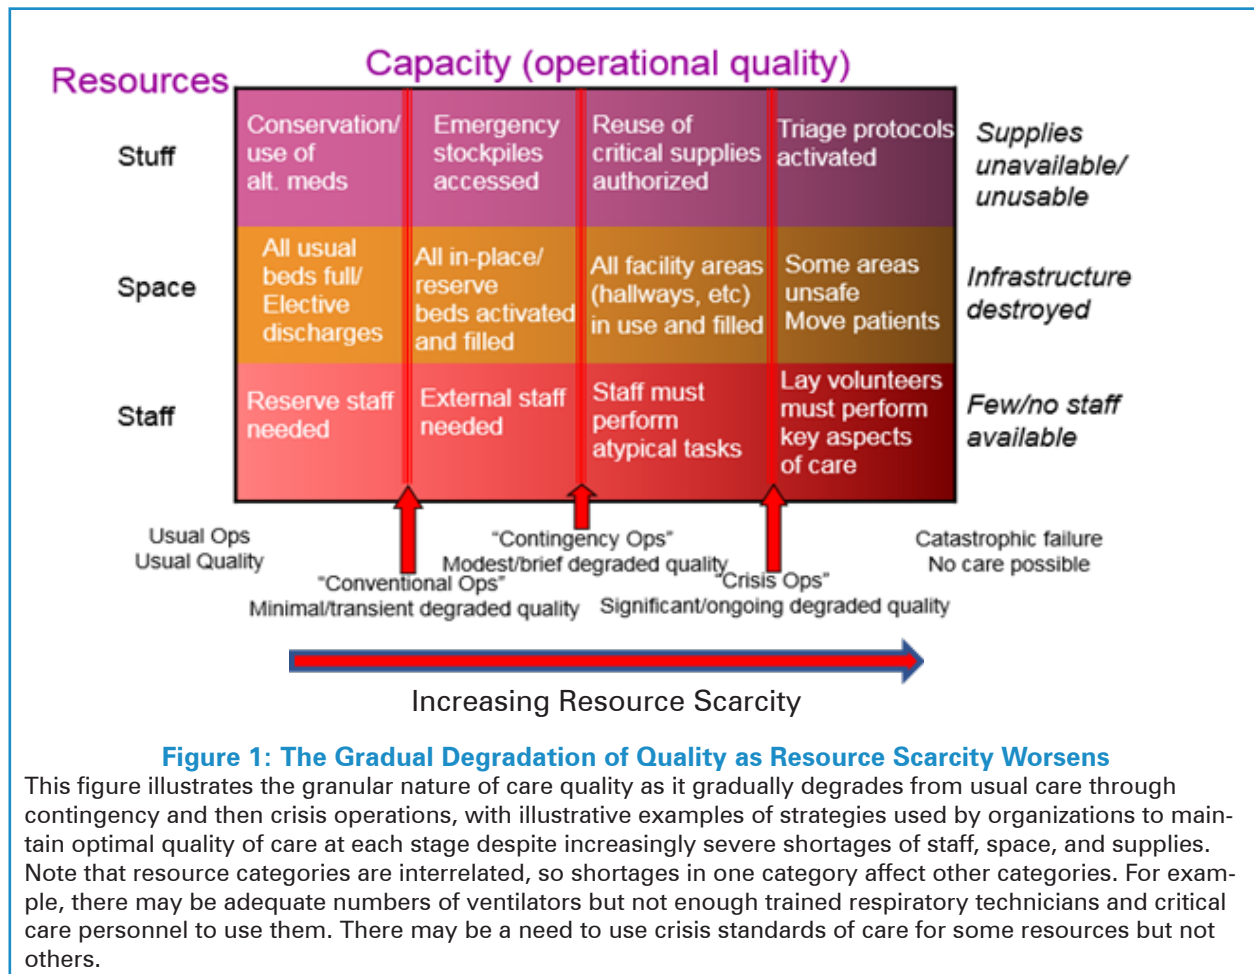 Capacity (operational quality)
Resources
Stuff
Conservation/
use of
alt. meds
Emergency
stockpiles
accessed
Reuse of
critical supplies
authorized
Triage protocols
activated
Supplies
unavailable/
unusable
Space
All usual
beds full/
Elective
discharges
All in-place/
reserve
beds activated
and filled
All facility areas
(hallways, etc)
in use and filled
Some areas
unsafe
Move patients
Infrastructure
destroyed
Staff
Reserve staff
needed
External staff
needed
Staff must
perform
atypical tasks
Lay volunteers
must perform
key aspects
of care
Few/no staff
available
Usual Ops
Usual Quality
"Conventional Ops"
Minimal/transient degraded quality
"Contingency Ops"
Modest/brief degraded quality
"Crisis Ops"
Significant/ongoing degraded quality
Catastrophic failure
No care possible
Increasing Resource Scarcity
Figure 1: The Gradual Degradation of Quality as Resource Scarcity Worsens
This figure illustrates the granular nature of care quality as it gradually degrades from usual care through
contingency and then crisis operations, with illustrative examples of strategies used by organizations to main-
tain optimal quality of care at each stage despite increasingly severe shortages of staff, space, and supplies.
Note that resource categories are interrelated, so shortages in one category affect other categories. For exam-
ple, there may be adequate numbers of ventilators but not enough trained respiratory technicians and critical
care personnel to use them. There may be a need to use crisis standards of care for some resources but not
others.